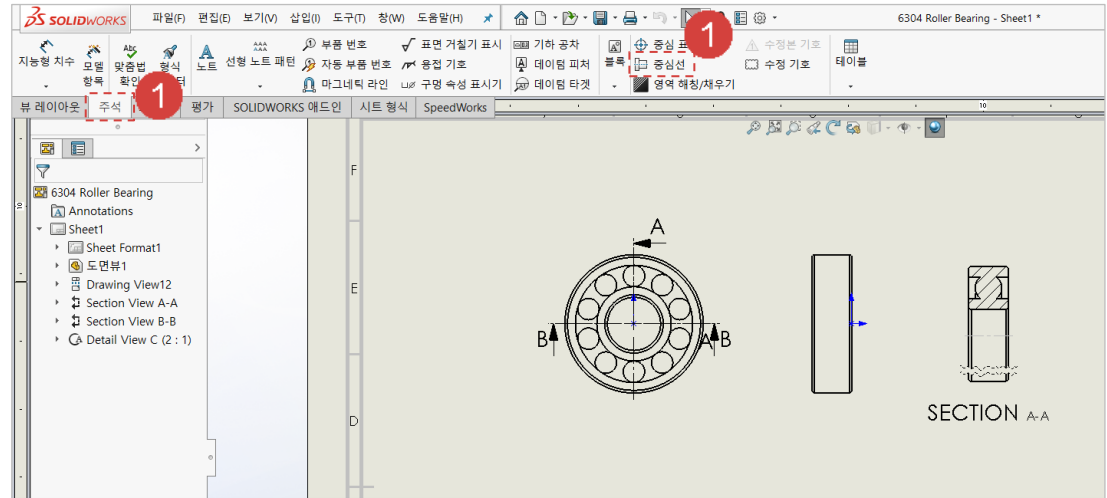 SOLIDWORKS 파일(F) 편집(E) 보기(V) 삽입(I) 도구(T) 창(W) 도움말(H) 6304 Roller Bearing - Sheet1 *
1
지능형 치수
모델 항목
맞춤법
형식
노트
선형 노트 패턴
부품 번호
자동 부품 번호
마그네틱 라인
표면 거칠기 표시
용접 기호
구멍 속성 표시기
기하 공차
데이텀 피처
데이텀 타겟
블록
중심
중심선
영역 해칭/채우기
수정본 기호
수정 기호
테이블
1
뷰 레이아웃 주석 평가 SOLIDWORKS 애드인 시트 형식 SpeedWorks
10
10
6304 Roller Bearing
Annotations
Sheet1
Sheet Format1
도면뷰1
Drawing View12
Section View A-A
Section View B-B
Detail View C (2 : 1)
F
E
D
A
B
A
B
SECTION A-A